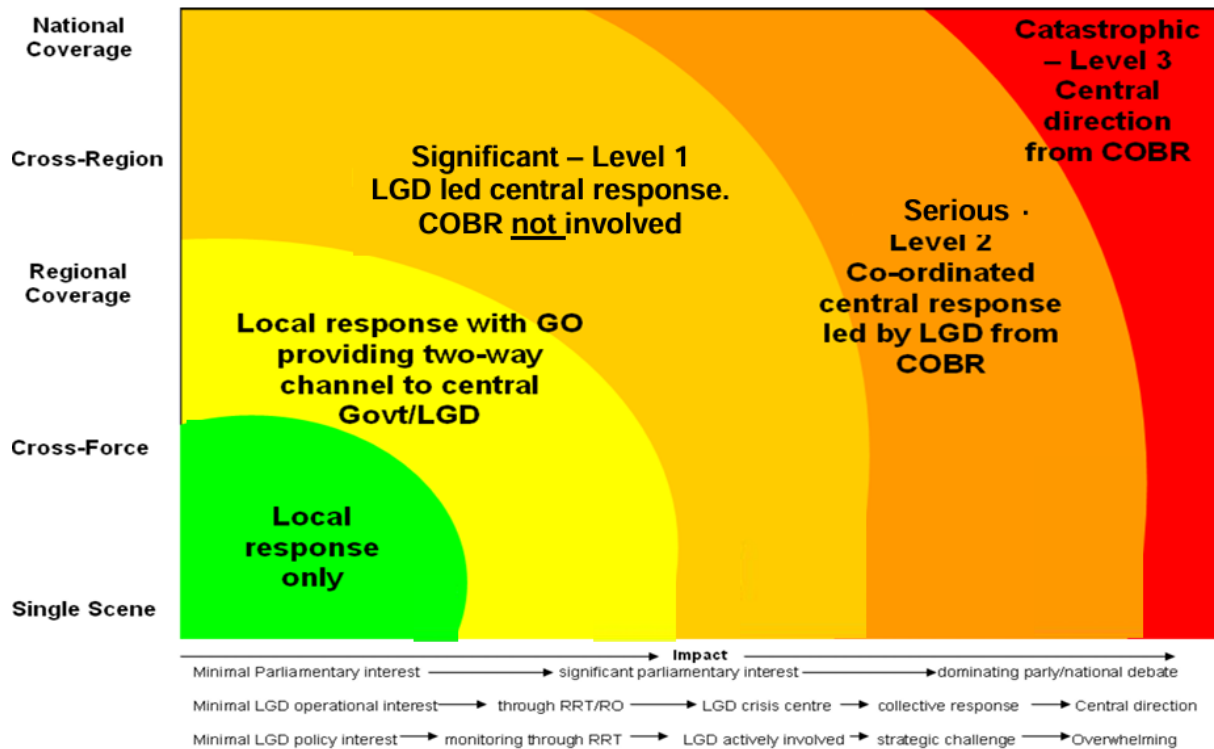 National
Coverage
Cross-Region
Regional
Coverage
Cross-Force
Single Scene
Catastrophic
– Level 3
Central
direction
from COBR
Significant – Level 1
LGD led central response.
COBR not involved
Serious -
Level 2
Co-ordinated
central response
led by LGD from
COBR
Local response with GO
providing two-way
channel to central
Govt/LGD
Local
response
only
Impact
Minimal Parliamentary interest significant parliamentary interest dominating parly/national debate
Minimal LGD operational interest through RRT/RO LGD crisis centre collective response Central direction
Minimal LGD policy interest monitoring through RRT LGD actively involved strategic challenge Overwhelming